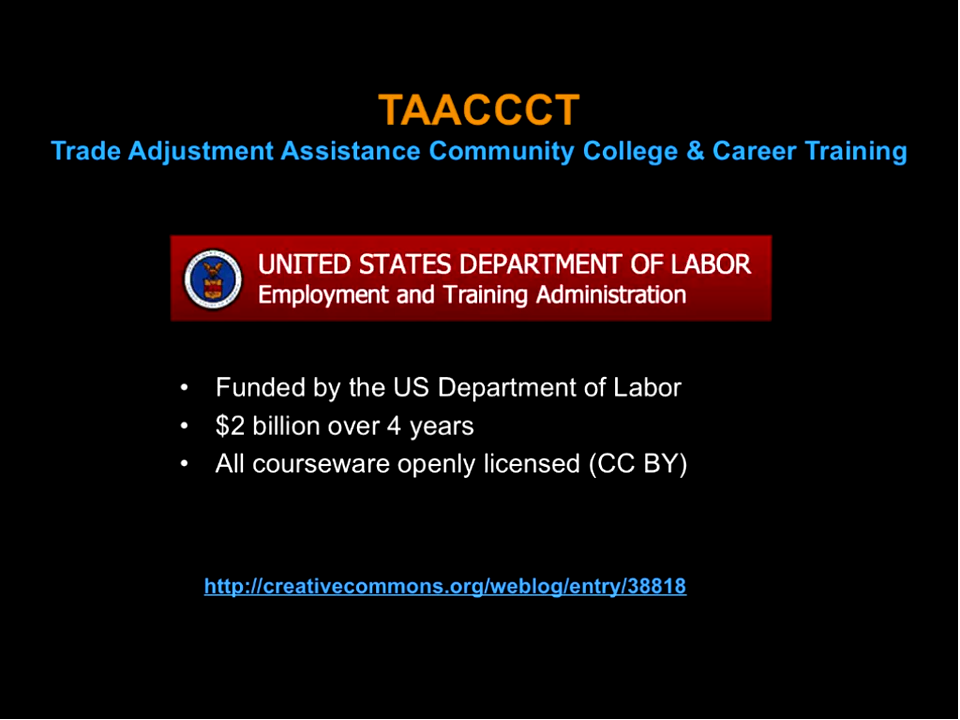 TAACCCT
Trade Adjustment Assistance Community College & Career Training
UNITED STATES DEPARTMENT OF LABOR
Employment and Training Administration
• Funded by the US Department of Labor
• $2 billion over 4 years
• All courseware openly licensed (CC BY)
http://creativecommons.org/weblog/entry/38818